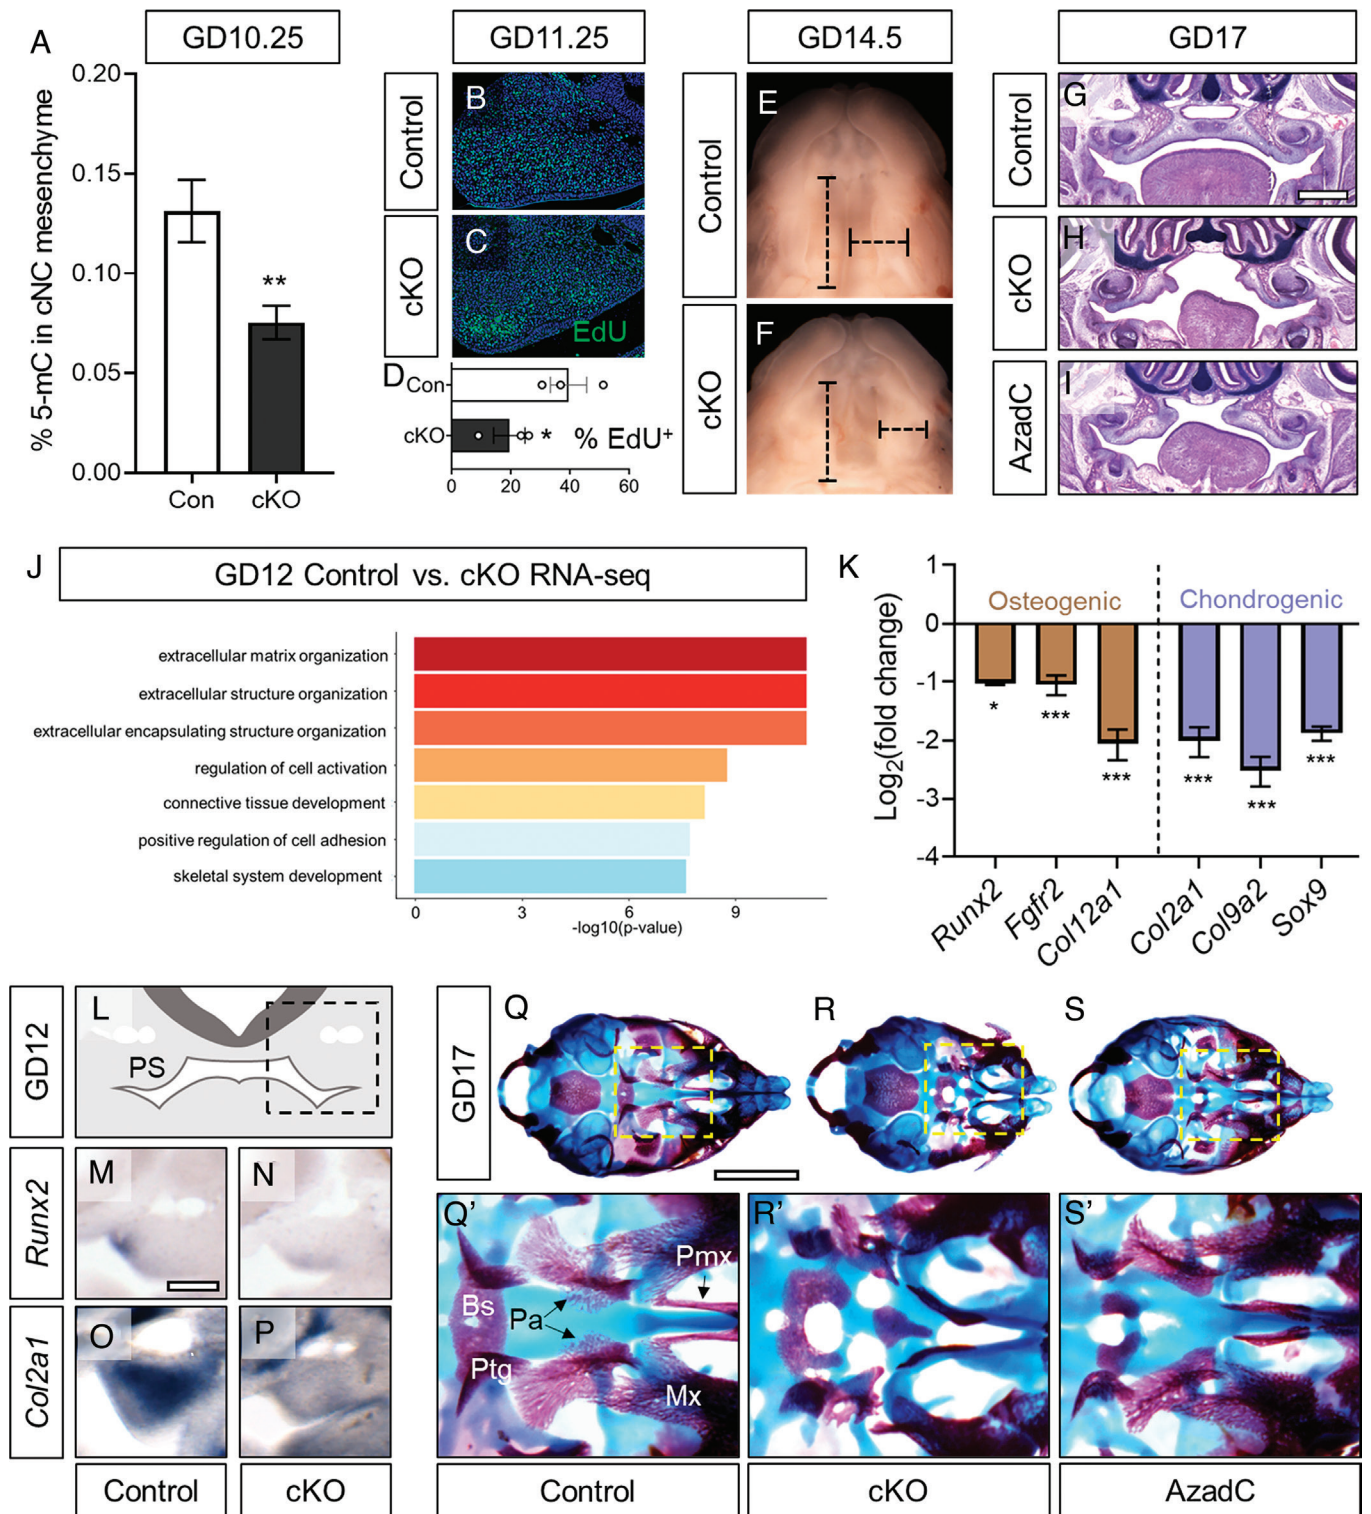 A
GD10.25
GD11.25
GD14.5
GD17
% 5-mC in cNC mesenchyme
0.20
0.15
0.10
0.05
0.00
**
Con
cKO
Control
cKO
B
C
EdU
D
Con
cKO
*
% EdU+
0
20
40
60
Control
cKO
E
F
Control
cKO
AzadC
G
H
I
J
GD12 Control vs. cKO RNA-seq
extracellular matrix organization
extracellular structure organization
extracellular encapsulating structure organization
regulation of cell activation
connective tissue development
positive regulation of cell adhesion
skeletal system development
0
3
6
9
-log10(p-value)
K
Log2(fold change)
1
0
-1
-2
-3
-4
Osteogenic
Chondrogenic
*
***
***
***
***
***
Runx2
Fgfr2
Col12a1
Col2a1
Col9a2
Sox9
GD12
L
PS
Runx2
M
N
Col2a1
O
P
Control
cKO
GD17
Q
R
S
Q'
Pmx
Bs
Pa
Ptg
Mx
R'
S'
Control
cKO
AzadC